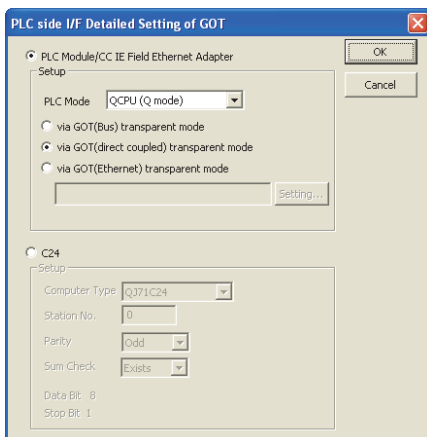 PLC side I/F Detailed Setting of GOT
PLC Module/CC IE Field Ethernet Adapter
OK
Cancel
Setup
PLC Mode QCPU (Q mode)
via GOT(Bus) transparent mode
via GOT(direct coupled) transparent mode
via GOT(Ethernet) transparent mode
Setting...
C24
Setup
Computer Type QJ71C24
Station No. 0
Parity Odd
Sum Check Exists
Data Bit 8
Stop Bit 1